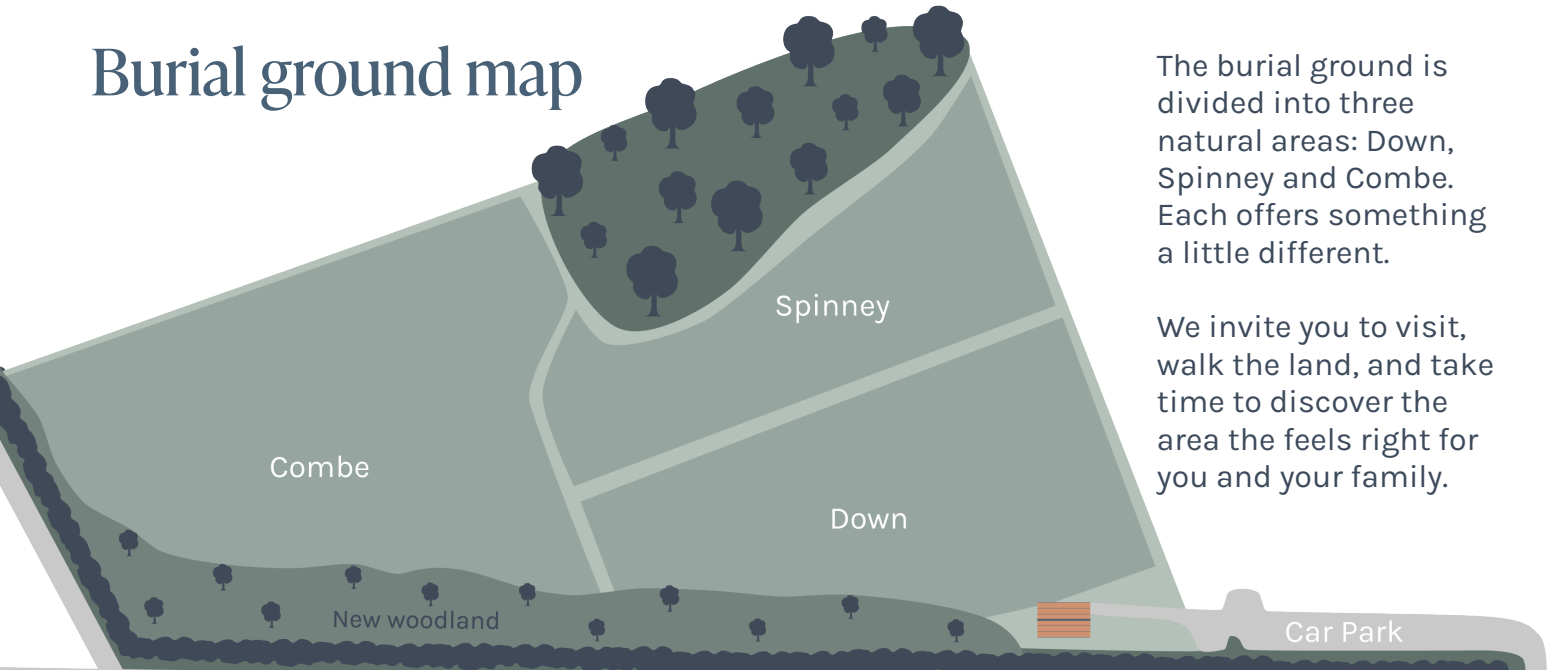 Burial ground map
The burial ground is
divided into three
natural areas: Down,
Spinney and Combe.
Each offers something
a little different.
We invite you to visit,
walk the land, and take
time to discover the
area the feels right for
you and your family.
Spinney
Combe
Down
New woodland
Car Park